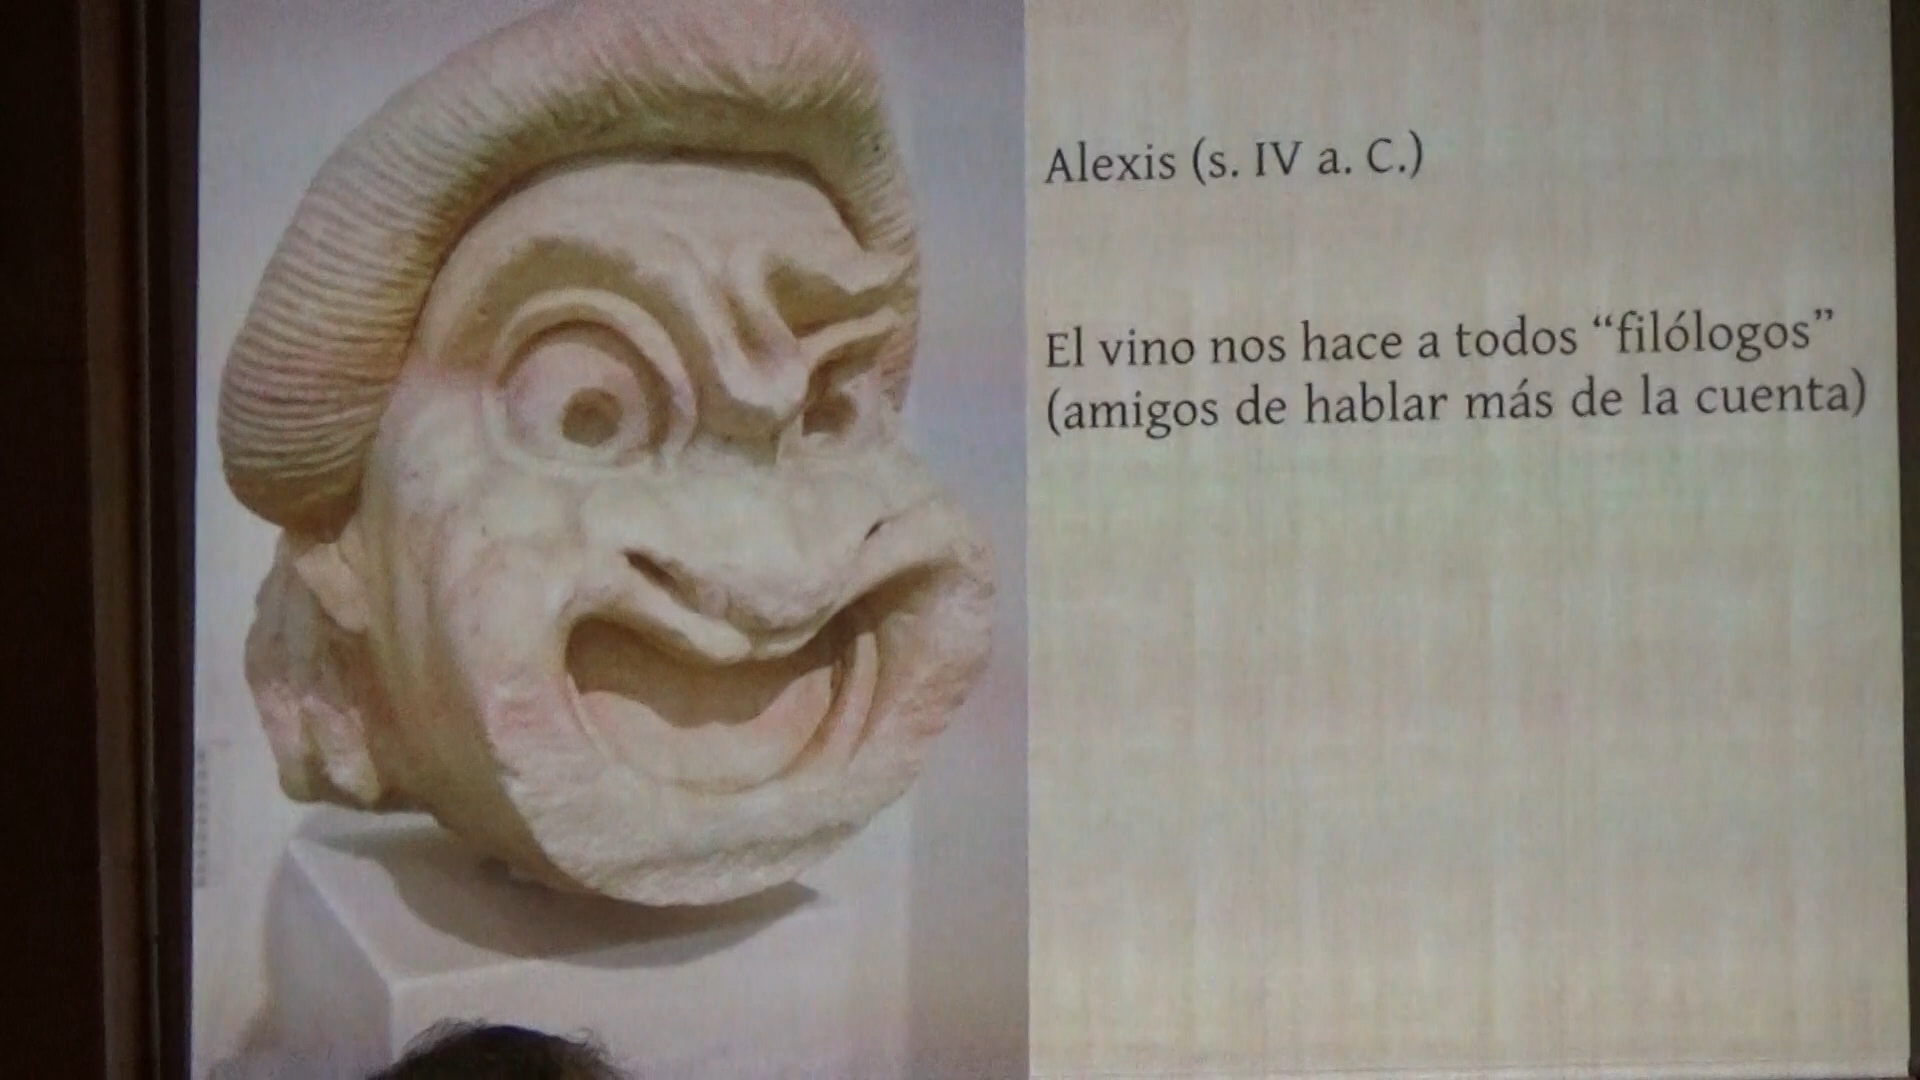 Alexis (s. IV a. C.)
El vino nos hace a todos “filólogos”
(amigos de hablar más de la cuenta)